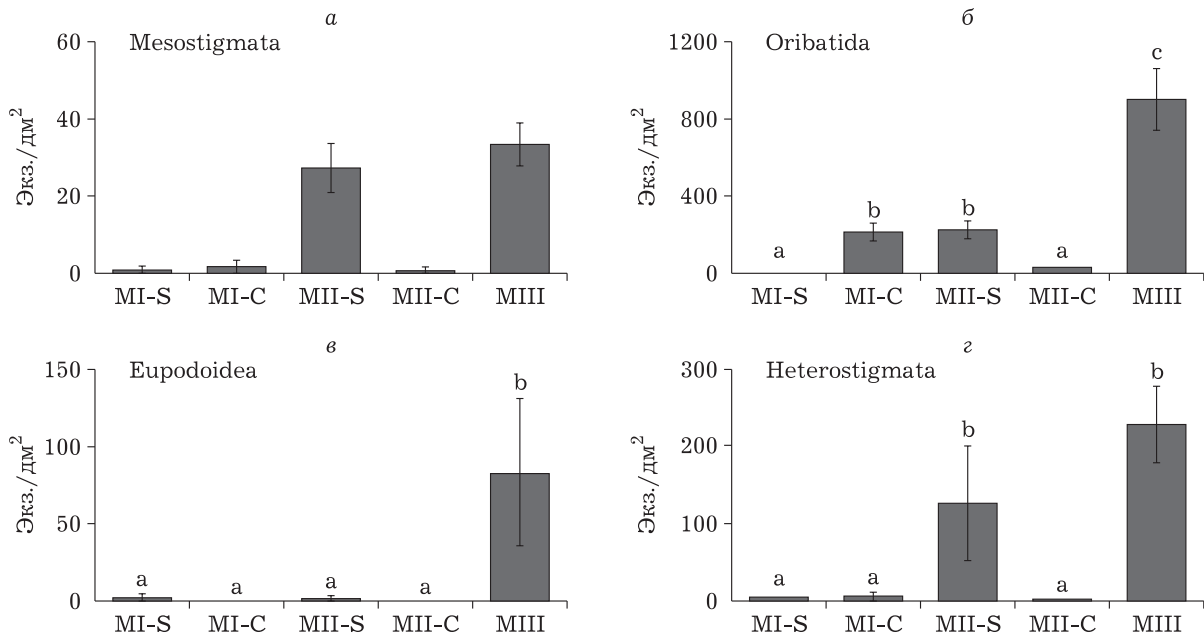 а
60
Mesostigmata
40
20
0
Экз./дм²
MI-S MI-C MII-S MII-C MIII
б
1200
Oribatida
c
800
400
b b
a a
0
Экз./дм²
MI-S MI-C MII-S MII-C MIII
в
150
Eupodoidea
b
100
50
a a a a
0
Экз./дм²
MI-S MI-C MII-S MII-C MIII
г
300
Heterostigmata
b
b
200
100
a a a
0
Экз./дм²
MI-S MI-C MII-S MII-C MIII